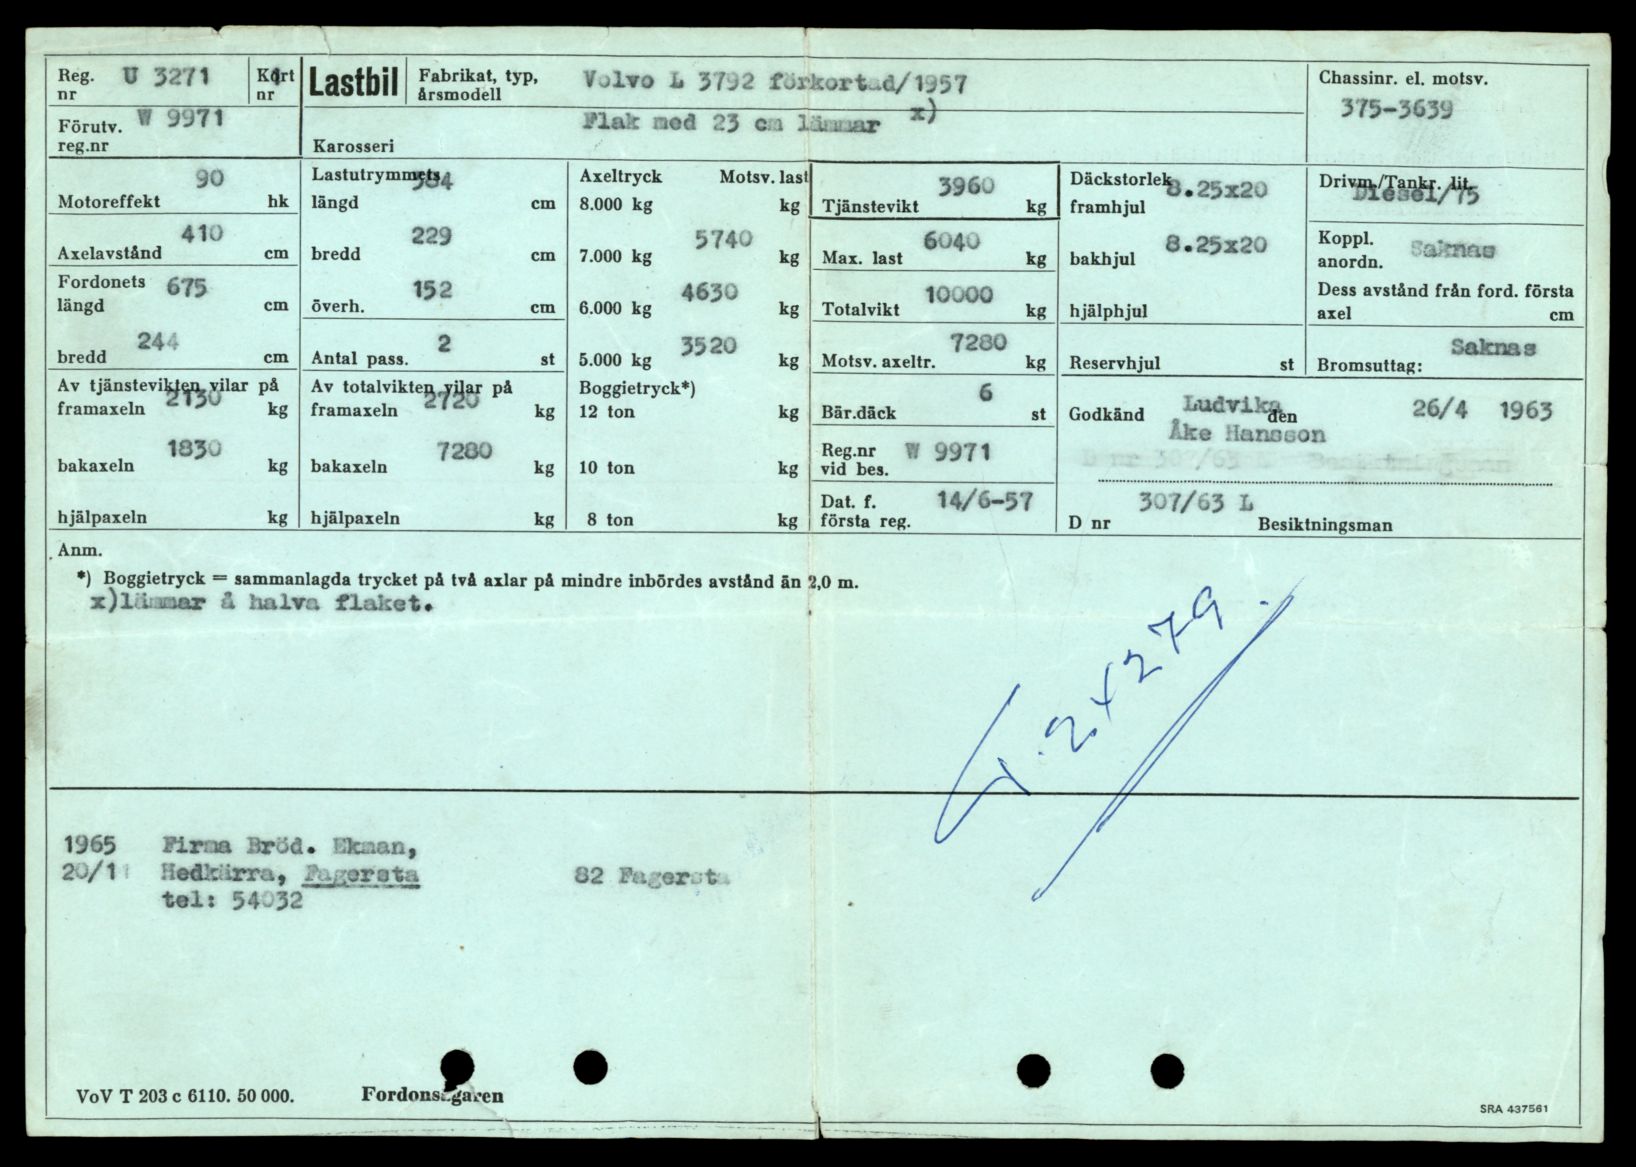 Reg. nr U 3271
Kort nr 1
Lastbil
Fabrikat, typ, årsmodell Volvo L 3792 förkortad/1957
Chassinr. el. motsv. 375-3639
Förutv. reg.nr W 9971
Karosseri Flak med 23 cm lämmar x)
Motoreffekt 90 hk
Axelavstånd 410 cm
Fordonets längd 675 cm
bredd 244 cm
Av tjänstevikten vilar på
framaxeln 2130 kg
bakaxeln 1830 kg
hjälpaxeln kg
Lastutrymmets
längd 584 cm
bredd 229 cm
överh. 152 cm
Antal pass. 2 st
Av totalvikten vilar på
framaxeln 2720 kg
bakaxeln 7280 kg
hjälpaxeln kg
Axeltryck Motsv. last
8.000 kg kg
7.000 kg 5740 kg
6.000 kg 4630 kg
5.000 kg 3520 kg
Boggietryck*)
12 ton kg
10 ton kg
8 ton kg
Tjänstevikt 3960 kg
Max. last 6040 kg
Totalvikt 10000 kg
Motsv. axeltr. 7280 kg
Bär.däck 6 st
Reg.nr vid bes. W 9971
Dat. f. första reg. 14/6-57
Däckstorlek
framhjul 8.25x20
bakhjul 8.25x20
hjälphjul
Reservhjul st
Drivm./Tankr. lit. Diesel/75
Koppl. anordn. Saknas
Dess avstånd från ford. första
axel cm
Bromsuttag: Saknas
Godkänd Ludvika den 26/4 1963
Åke Hansson
D nr 307/63 L Besiktningsman
307/63 L
D nr Besiktningsman
Anm.
*) Boggietryck = sammanlagda trycket på två axlar på mindre inbördes avstånd än 2,0 m.
x)lämmar å halva flaket.
1965 Firma Bröd. Ekman,
20/11 Hedkärra, Fagersta 82 Fagersta
tel: 54032
VoV T 203 c 6110. 50 000. Fordonsägaren
SRA 437561